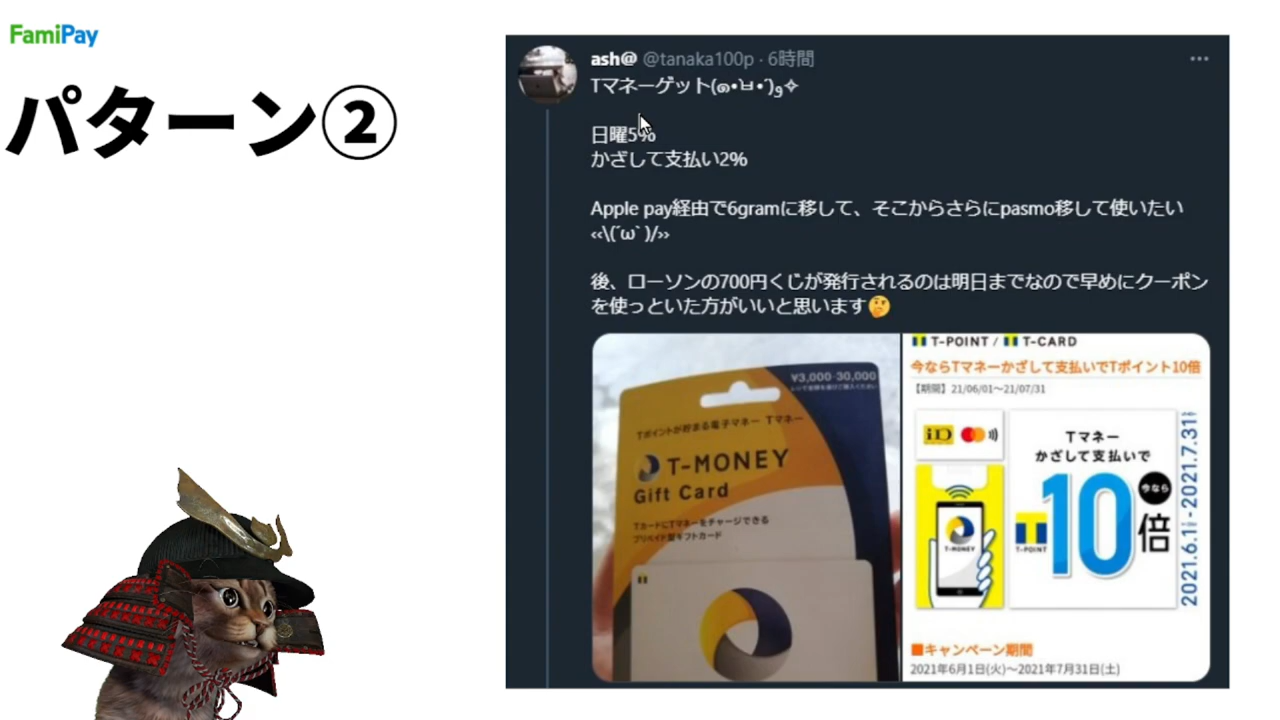 FamiPay
パターン②
ash@ @tanaka100p · 6時間
Tマネーゲット(๑•̀ㅂ•́)و✧
日曜5%
かざして支払い2%
Apple pay経由で6gramに移して、そこからさらにpasmo移して使いたい
‹‹\(´ω` )/››
後、ローソンの700円くじが発行されるのは明日までなので早めにクーポン
を使っといた方がいいと思います🤔
¥3,000-30,000
Tポイントが貯まる電子マネー Tマネー
T-MONEY
Gift Card
TカードにTマネーをチャージできる
プリペイド型ギフトカード
T-POINT / T-CARD
今ならTマネーかざして支払いでTポイント10倍
【期間】21/06/01～21/07/31
iD
Tマネー
かざして支払いで
今なら
T-POINT 10倍
T-MONEY
2021.6.1-2021.7.31
■キャンペーン期間
2021年6月1日(火)～2021年7月31日(土)